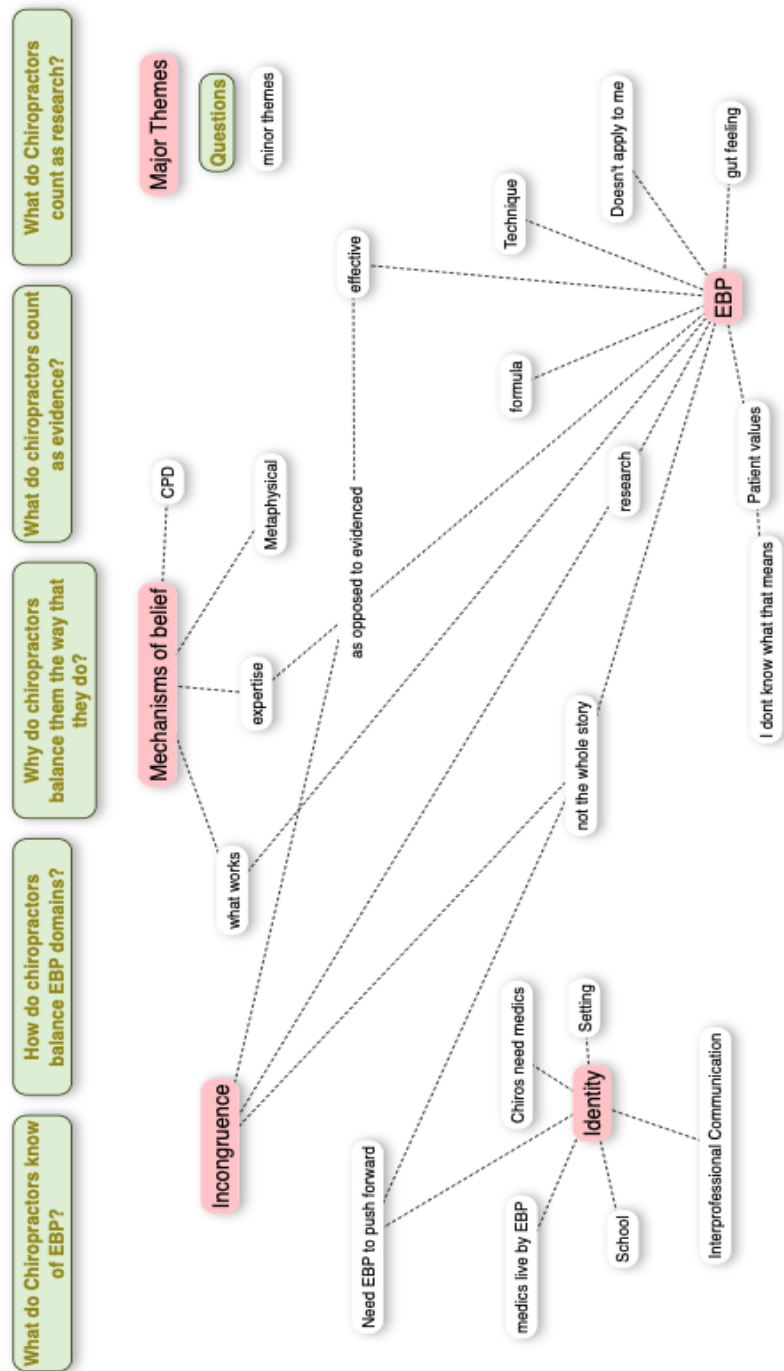 What do Chiropractors know
of EBP?
How do chiropractors
balance EBP domains?
Why do chiropractors
balance them the way that
they do?
What do chiropractors count
as evidence?
What do Chiropractors
count as research?
Major Themes
Questions
minor themes
Mechanisms of belief
CPD
Metaphysical
expertise
what works
Incongruence
effective
as opposed to evidenced
Need EBP to push forward
Technique
formula
Doesn't apply to me
research
not the whole story
Chiros need medics
medics live by EBP
Setting
Identity
School
Interprofessional Communication
EBP
gut feeling
Patient values
I dont know what that means